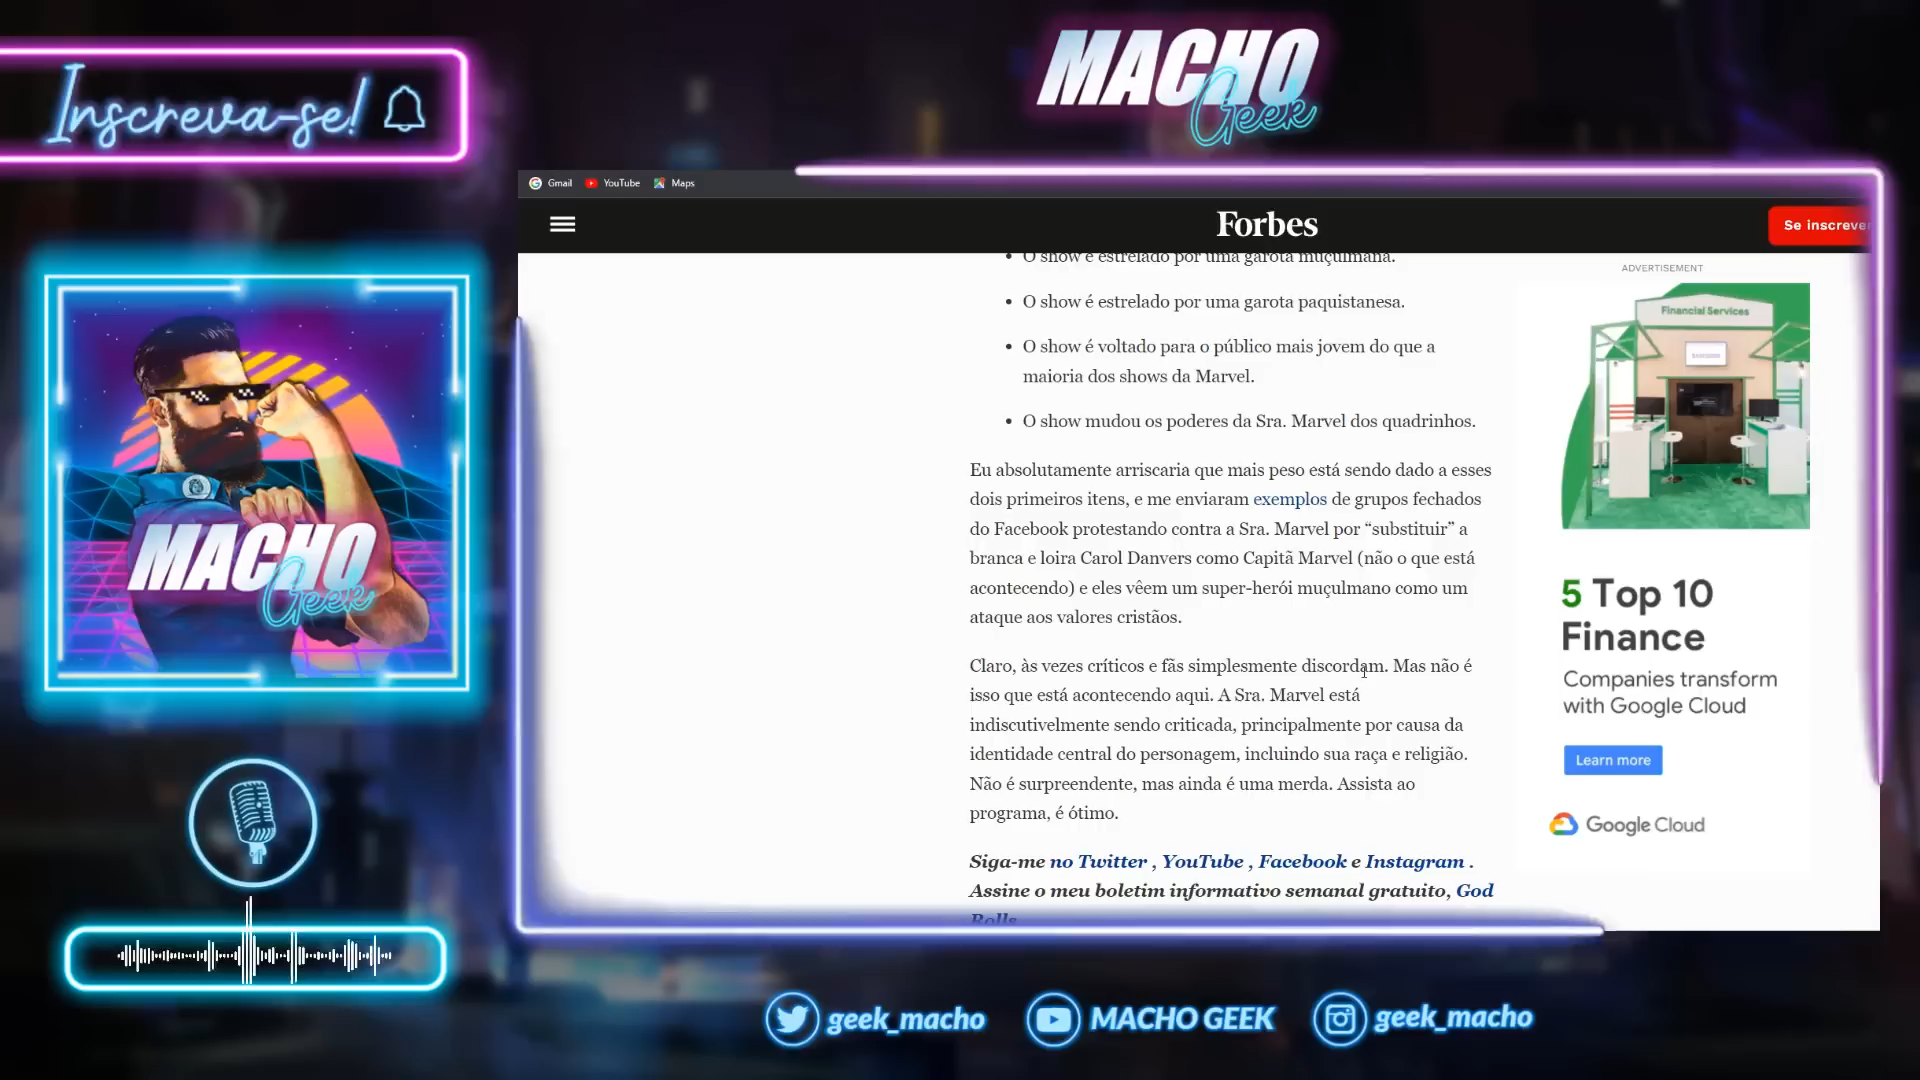 Inscreva-se!
MACHO
Geek
Gmail
YouTube
Maps
Forbes
Se inscrever
• O show é estrelado por uma garota muçulmana.
• O show é estrelado por uma garota paquistanesa.
• O show é voltado para o público mais jovem do que a
maioria dos shows da Marvel.
• O show mudou os poderes da Sra. Marvel dos quadrinhos.
Eu absolutamente arriscaria que mais peso está sendo dado a esses
dois primeiros itens, e me enviaram exemplos de grupos fechados
do Facebook protestando contra a Sra. Marvel por “substituir” a
branca e loira Carol Danvers como Capitã Marvel (não o que está
acontecendo) e eles vêem um super-herói muçulmano como um
ataque aos valores cristãos.
Claro, às vezes críticos e fãs simplesmente discordam. Mas não é
isso que está acontecendo aqui. A Sra. Marvel está
indiscutivelmente sendo criticada, principalmente por causa da
identidade central do personagem, incluindo sua raça e religião.
Não é surpreendente, mas ainda é uma merda. Assista ao
programa, é ótimo.
Siga-me no Twitter , YouTube , Facebook e Instagram .
Assine o meu boletim informativo semanal gratuito, God
Rolls
ADVERTISEMENT
Financial Services
5 Top 10
Finance
Companies transform
with Google Cloud
Learn more
Google Cloud
MACHO
Geek
geek_macho
MACHO GEEK
geek_macho